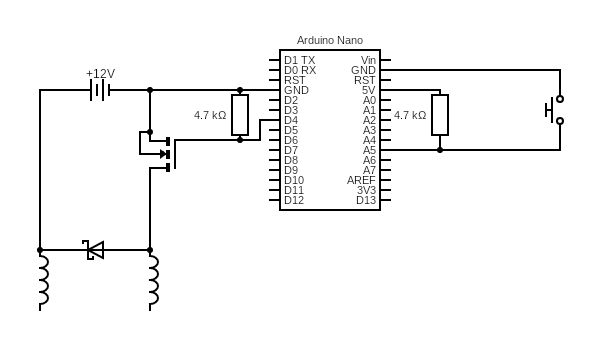 Arduino Nano
+12V
D1 TX Vin
D0 RX GND
RST RST
GND 5V
D2 A0
D3 A1
4.7 kΩ D4 A2 4.7 kΩ
D5 A3
D6 A4
D7 A5
D8 A6
D9 A7
D10 AREF
D11 3V3
D12 D13